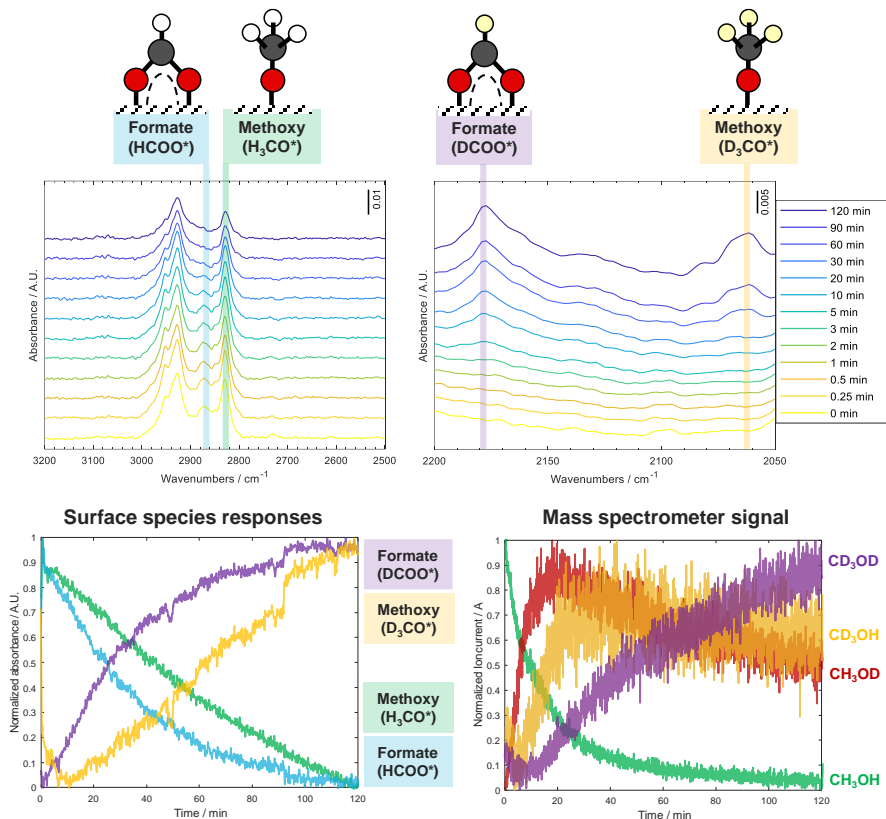 Formate
(HCOO*)
Methoxy
(H₃CO*)
Formate
(DCOO*)
Methoxy
(D₃CO*)
0.01
Absorbance / A.U.
3200 3100 3000 2900 2800 2700 2600 2500
Wavenumbers / cm⁻¹
0.005
Absorbance / A.U.
2200 2150 2100 2050
Wavenumbers / cm⁻¹
120 min
90 min
60 min
30 min
20 min
10 min
5 min
3 min
2 min
1 min
0.5 min
0.25 min
0 min
Surface species responses
Normalized absorbance / A.U.
1
0.9
0.8
0.7
0.6
0.5
0.4
0.3
0.2
0.1
0
0 20 40 60 80 100 120
Time / min
Formate
(DCOO*)
Methoxy
(D₃CO*)
Methoxy
(H₃CO*)
Formate
(HCOO*)
Mass spectrometer signal
Normalized Ioncurrent / A
1
0.9
0.8
0.7
0.6
0.5
0.4
0.3
0.2
0.1
0
0 20 40 60 80 100 120
Time / min
CD₃OD
CD₃OH
CH₃OD
CH₃OH